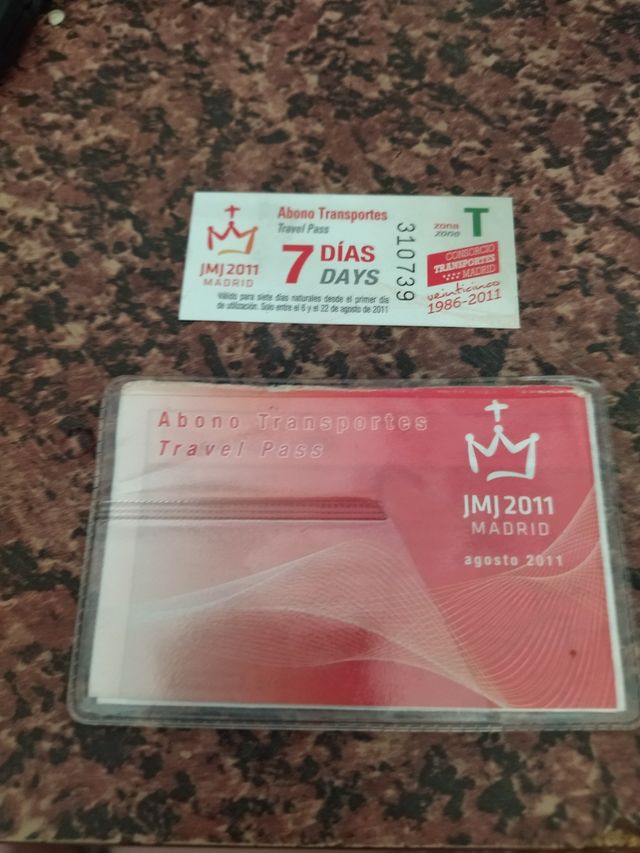 Abono Transportes
Travel Pass
7 DÍAS
DAYS
310739
zona
zone
T
JMJ 2011
MADRID
CONSORCIO
TRANSPORTES
MADRID
veinticinco
1986-2011
Válido para siete días naturales desde el primer día
de utilización. Solo entre el 6 y el 22 de agosto de 2011
Abono Transportes
Travel Pass
JMJ 2011
MADRID
agosto 2011